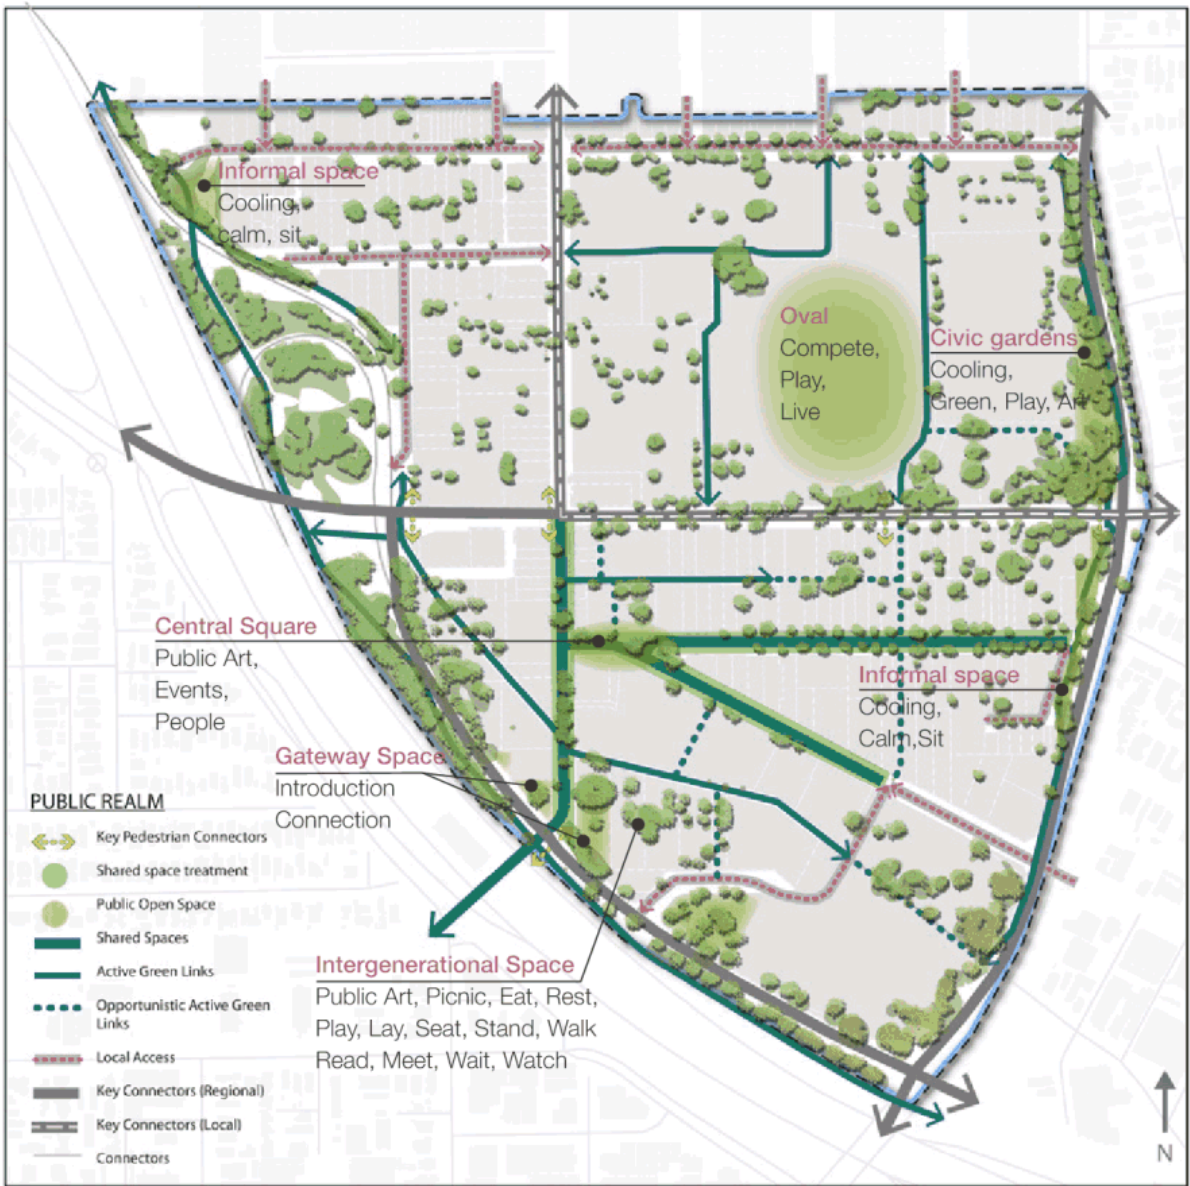 Informal space
Cooling,
calm, sit
Oval
Compete,
Play,
Live
Civic gardens
Cooling,
Green, Play, Art
Central Square
Public Art,
Events,
People
Informal space
Cooling,
Calm,Sit
Gateway Space
Introduction
Connection
Intergenerational Space
Public Art, Picnic, Eat, Rest,
Play, Lay, Seat, Stand, Walk
Read, Meet, Wait, Watch
PUBLIC REALM
Key Pedestrian Connectors
Shared space treatment
Public Open Space
Shared Spaces
Active Green Links
Opportunistic Active Green
Links
Local Access
Key Connectors (Regional)
Key Connectors (Local)
Connectors
N